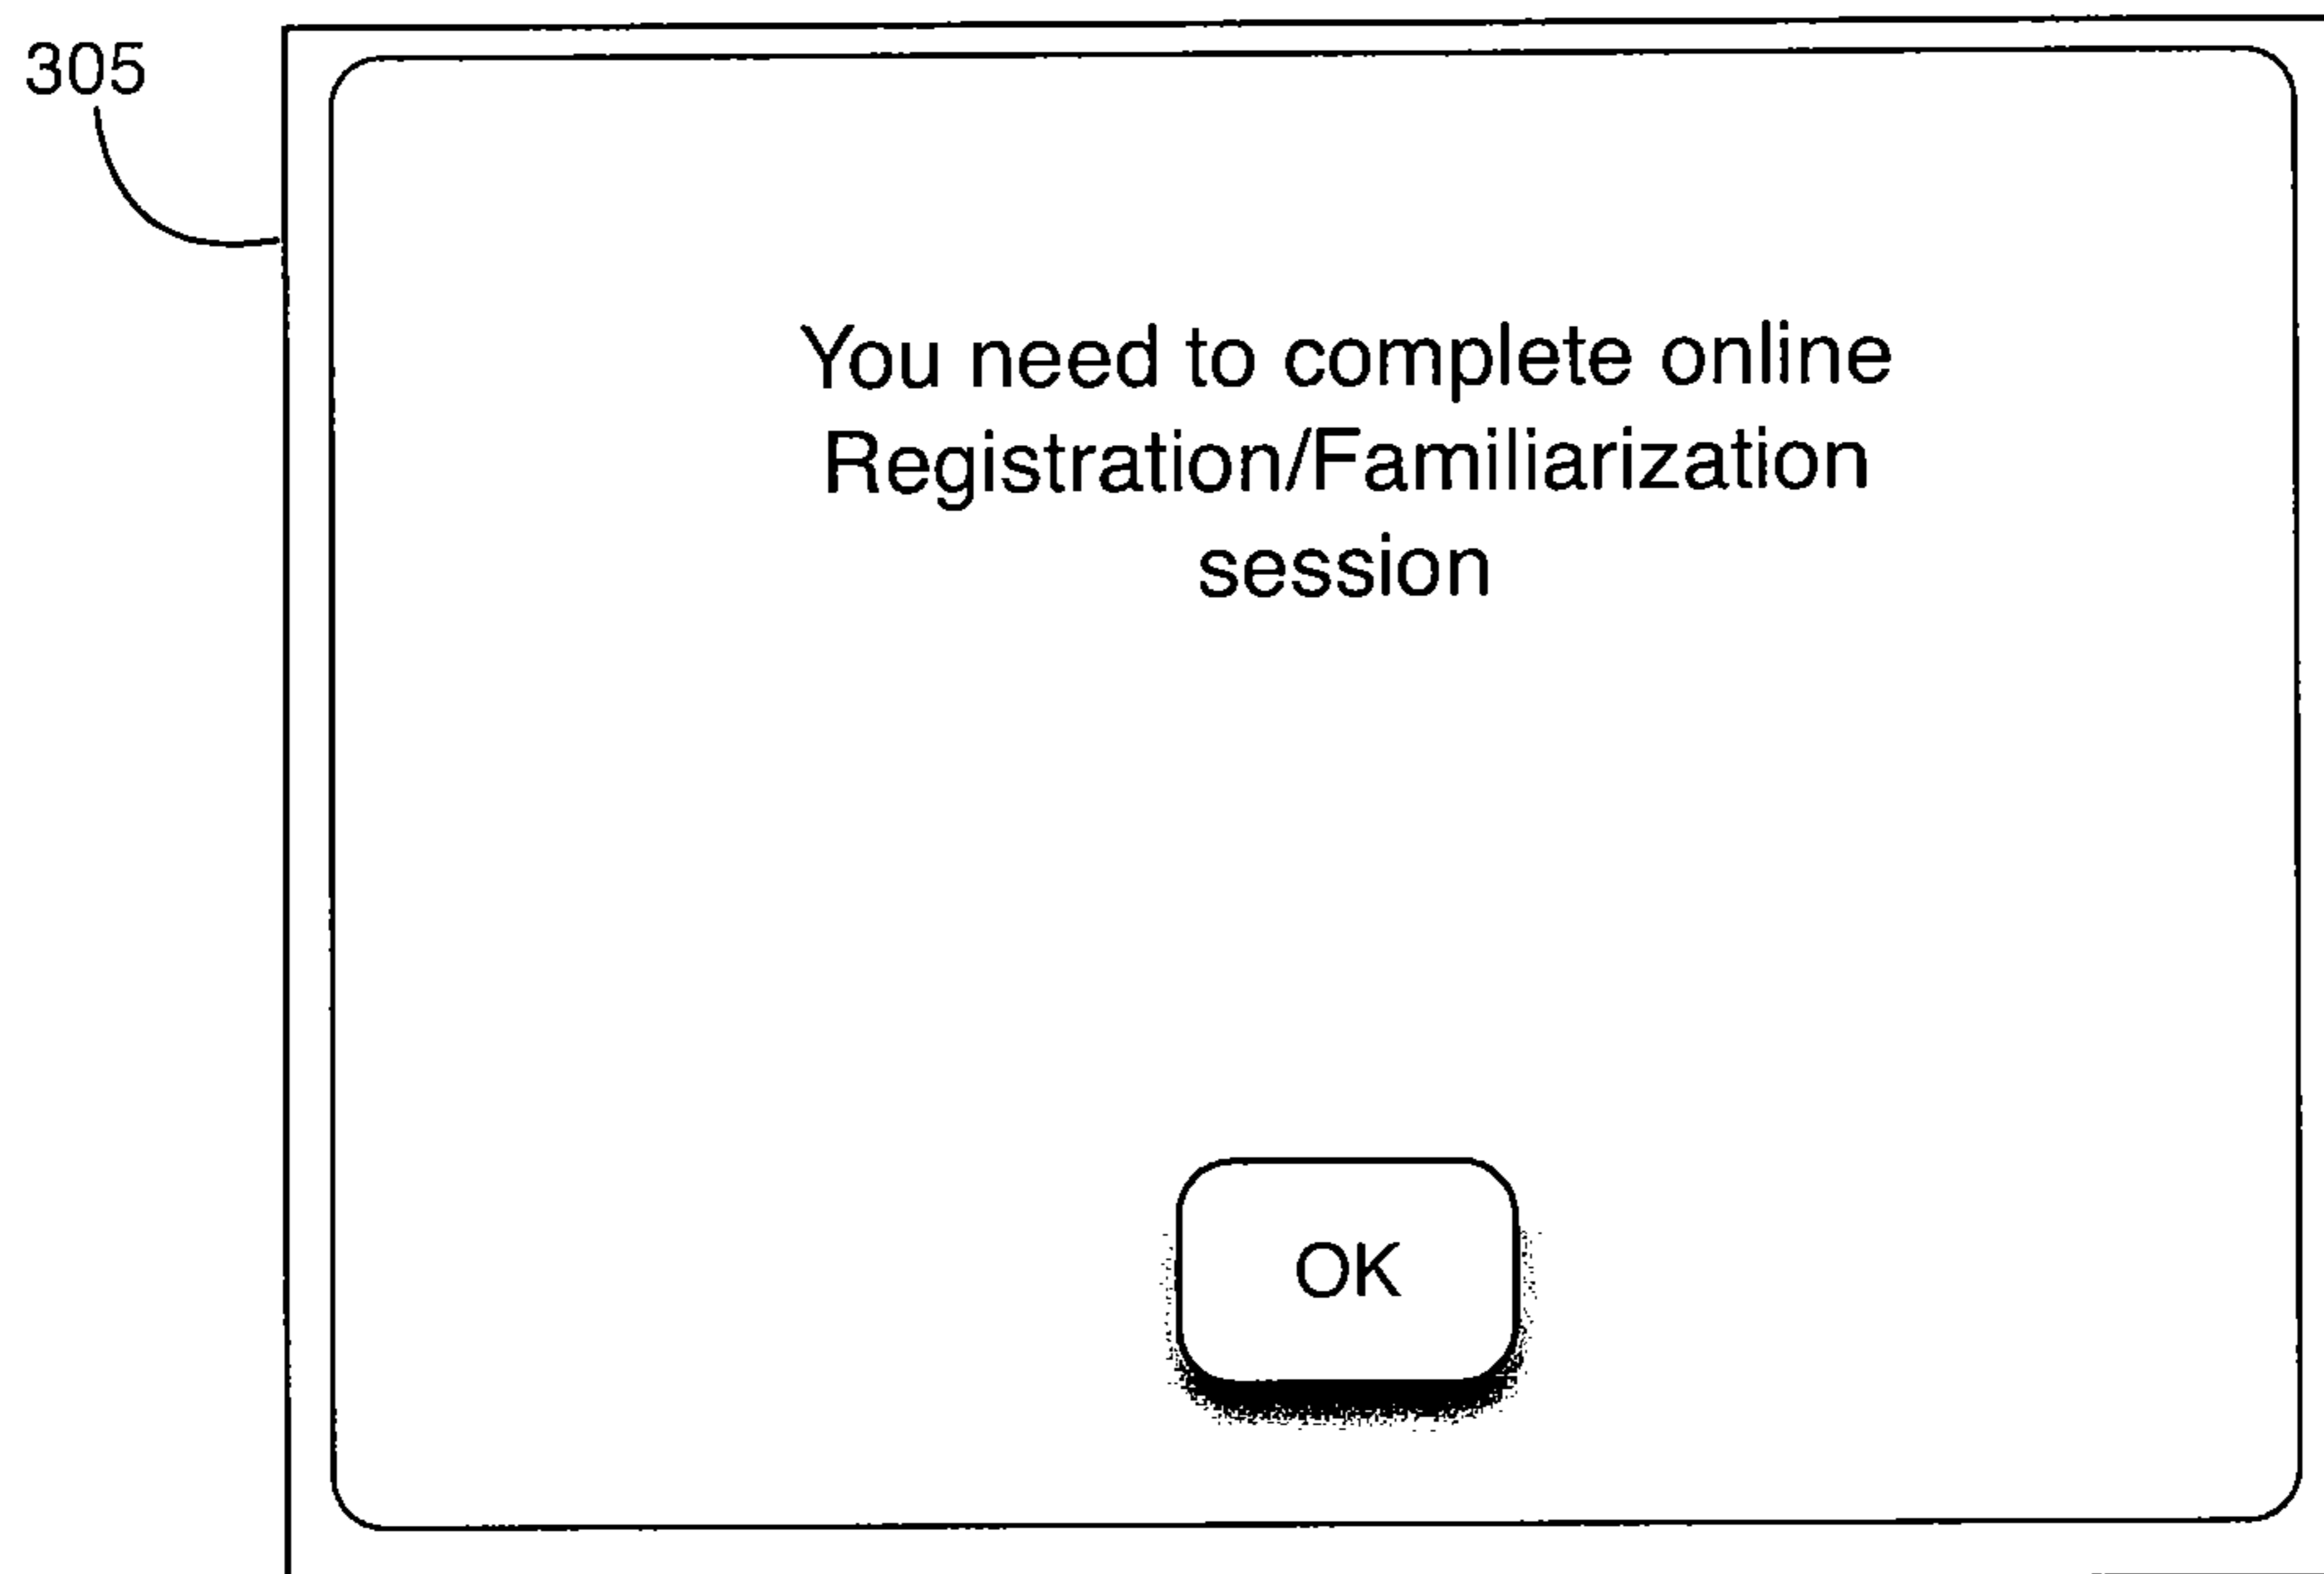 305
You need to complete online
Registration/Familiarization
session
OK